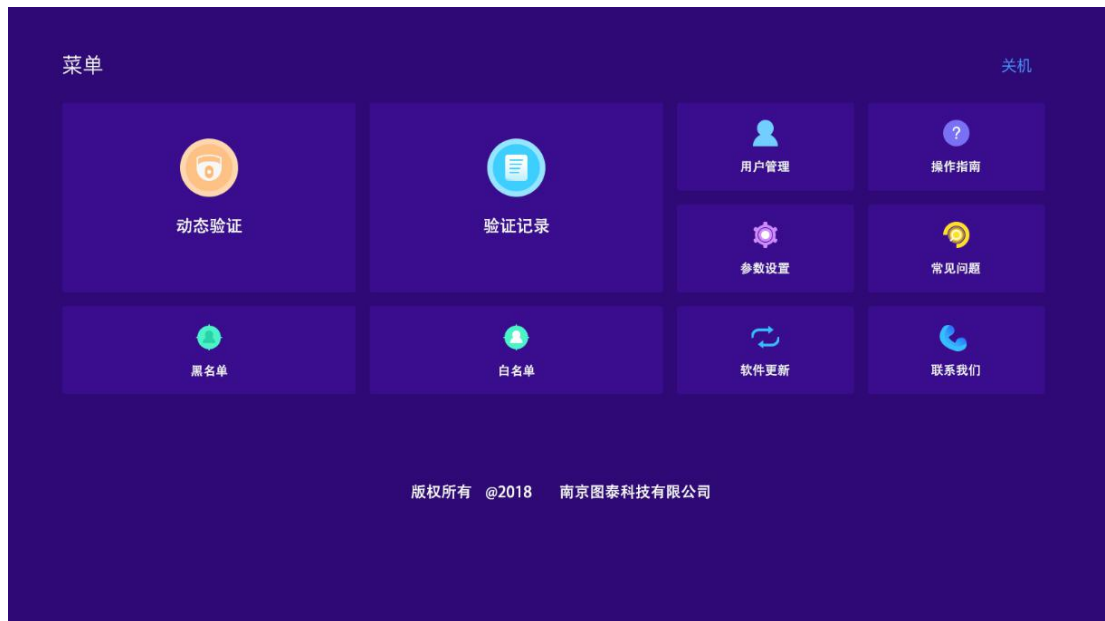 菜单
关机
动态验证
验证记录
用户管理
?
操作指南
参数设置
常见问题
黑名单
白名单
软件更新
联系我们
版权所有 @2018 南京图泰科技有限公司